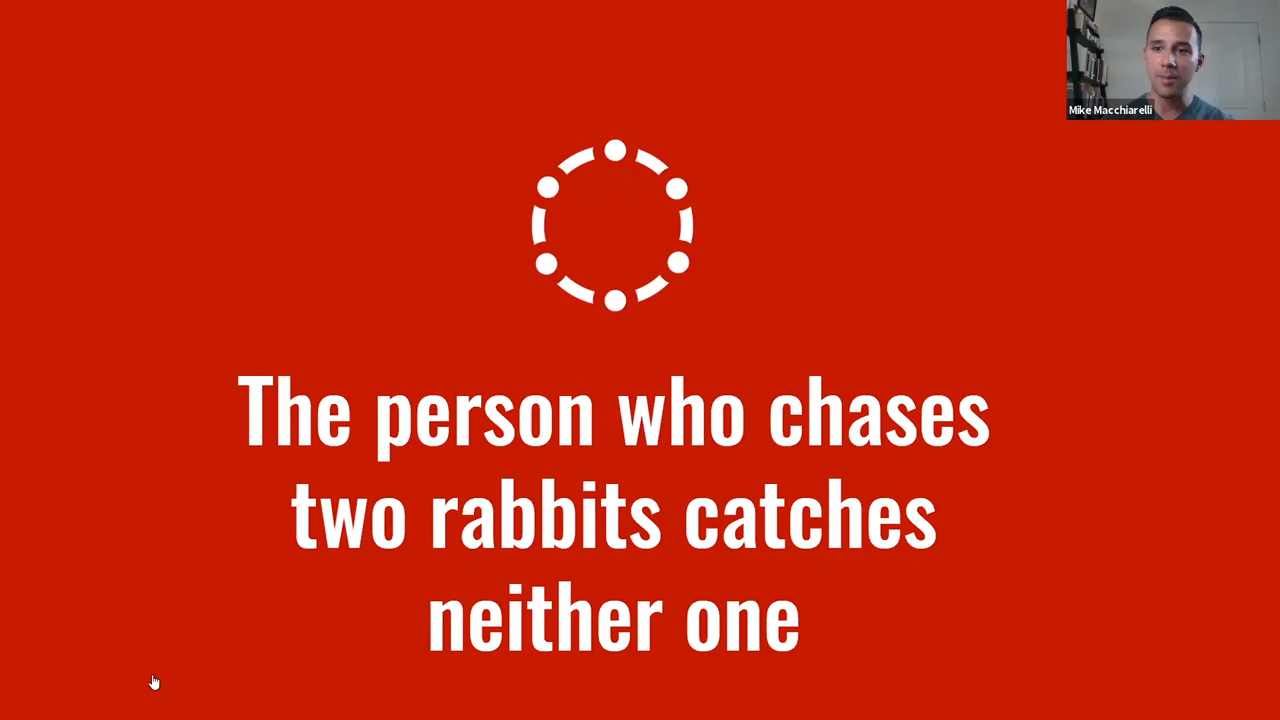 Mike Macchiarelli
The person who chases
two rabbits catches
neither one